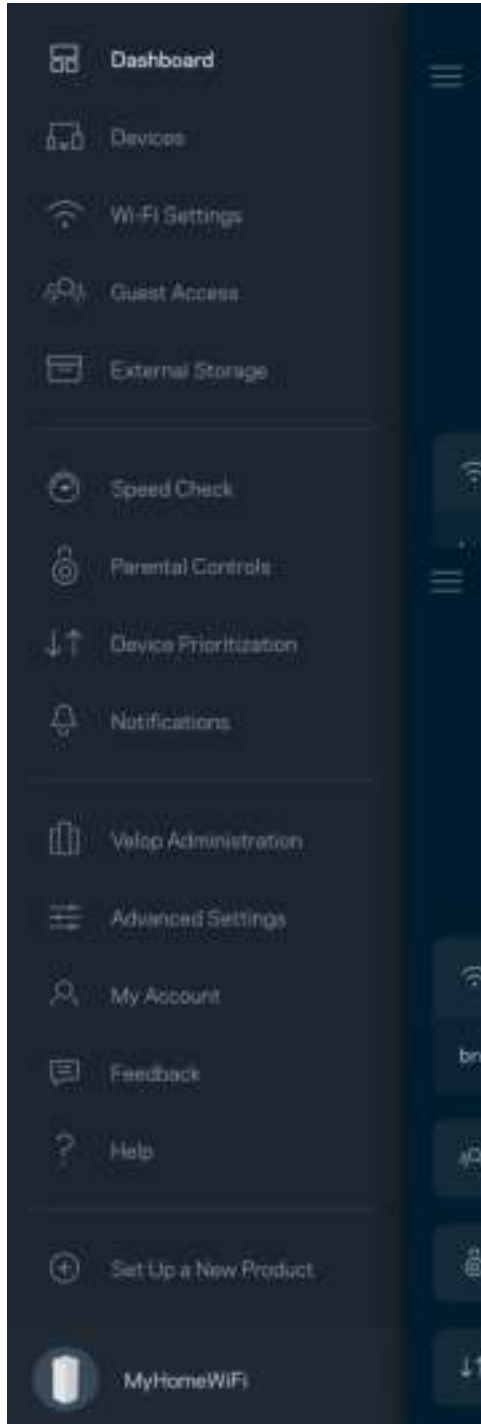 Dashboard
Devices
Wi-Fi Settings
Guest Access
External Storage
Speed Check
Parental Controls
Device Prioritization
Notifications
Velop Administration
Advanced Settings
My Account
Feedback
Help
Set Up a New Product
MyHomeWiFi